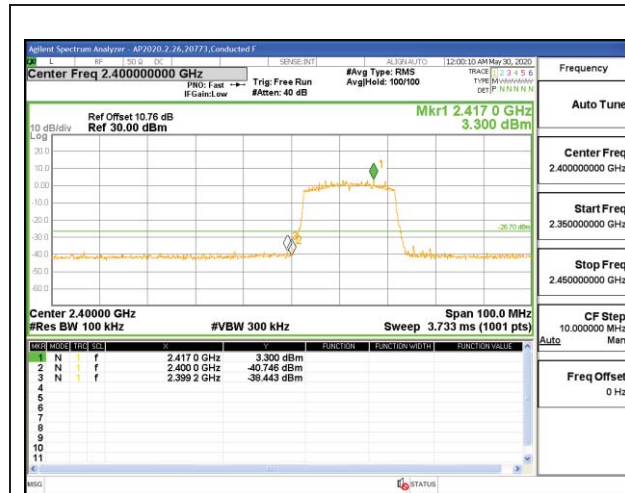 Agilent Spectrum Analyzer - AP2020.2.26,20773,Conducted F
L RF 50 Ω DC SENSE:INT ALIGNAUTO 12:00:10 AM May 30, 2020
Center Freq 2.400000000 GHz
PNO: Fast
IFGain:Low
Trig: Free Run
#Atten: 40 dB
#Avg Type: RMS
Avg|Hold: 100/100
TRACE 1 2 3 4 5 6
TYPE M
DET P N N N N N
Ref Offset 10.76 dB
10 dB/div Ref 30.00 dBm
Log
Mkr1 2.417 0 GHz
3.300 dBm
20.0
10.0
0.00
-10.0
-20.0
-30.0
-40.0
-50.0
-60.0
1
-26.70 dBm
Center 2.40000 GHz Span 100.0 MHz
#Res BW 100 kHz #VBW 300 kHz Sweep 3.733 ms (1001 pts)
MKR MODE TRC SCL X Y FUNCTION FUNCTION WIDTH FUNCTION VALUE
1 N 1 f 2.417 0 GHz 3.300 dBm
2 N 1 f 2.400 0 GHz -40.746 dBm
3 N 1 f 2.399 2 GHz -38.443 dBm
4
5
6
7
8
9
10
11
MSG STATUS
Frequency
Auto Tune
Center Freq
2.400000000 GHz
Start Freq
2.350000000 GHz
Stop Freq
2.450000000 GHz
CF Step
10.000000 MHz
Auto Man
Freq Offset
0 Hz